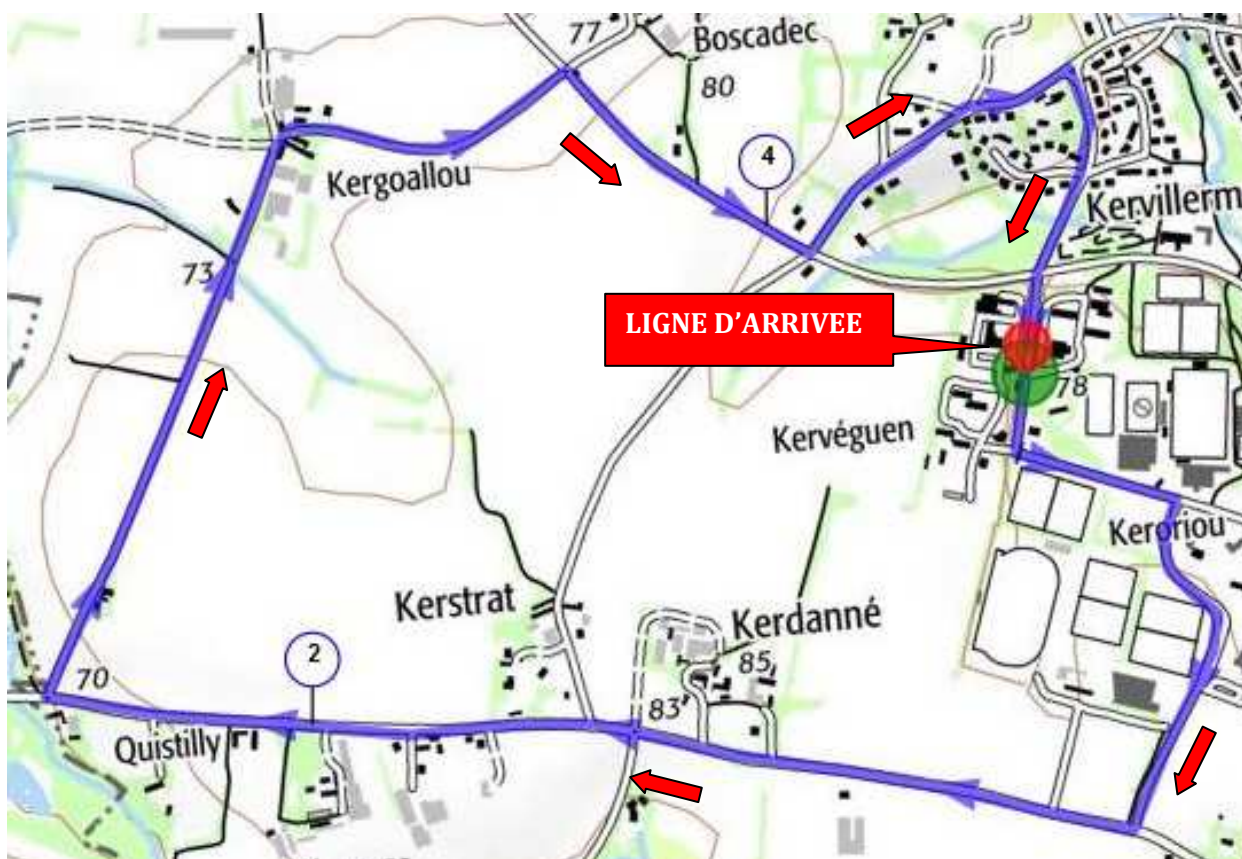 77
Boscadec
80
4
Kergoallou
Kervillerm
73
LIGNE D'ARRIVEE
78
Kervéguen
Keroriou
Kerstrat
Kerdanné
85
2
70
83
Quistilly